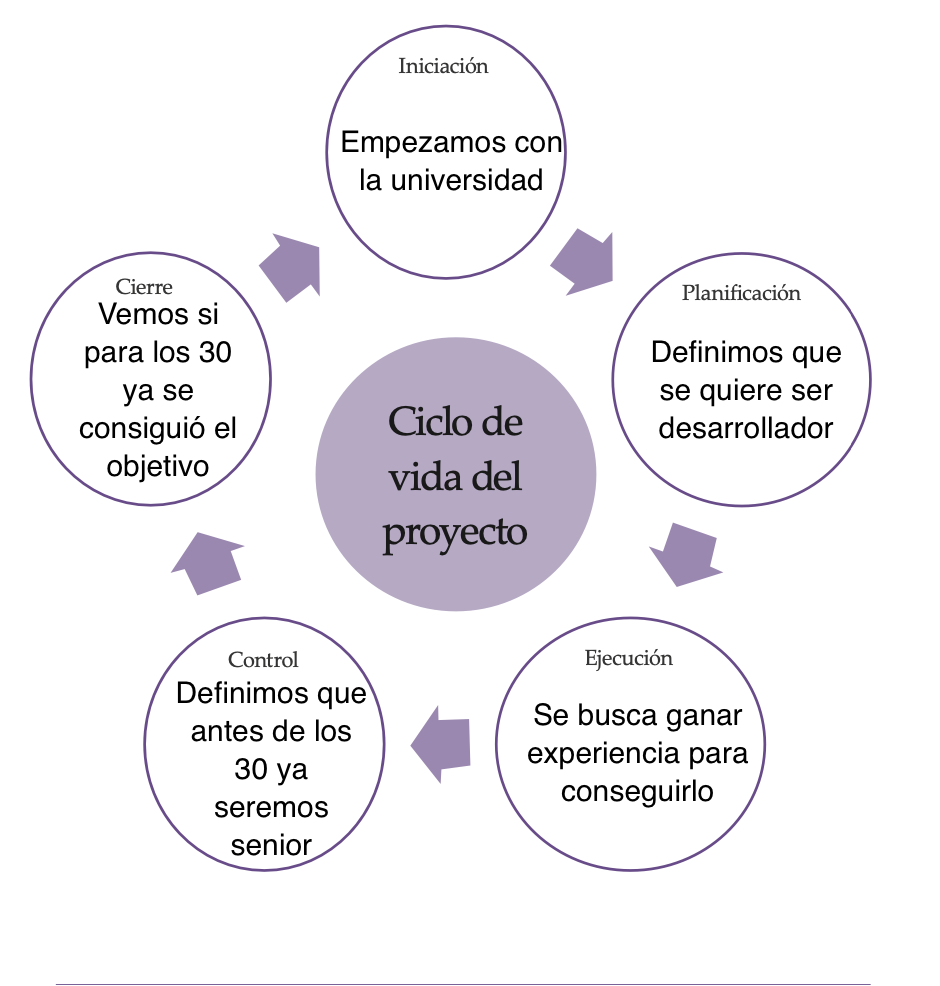 Iniciación
Empezamos con
la universidad
Planificación
Definimos que
se quiere ser
desarrollador
Ejecución
Se busca ganar
experiencia para
conseguirlo
Control
Definimos que
antes de los
30 ya
seremos
senior
Cierre
Vemos si
para los 30
ya se
consiguió el
objetivo
Ciclo de
vida del
proyecto